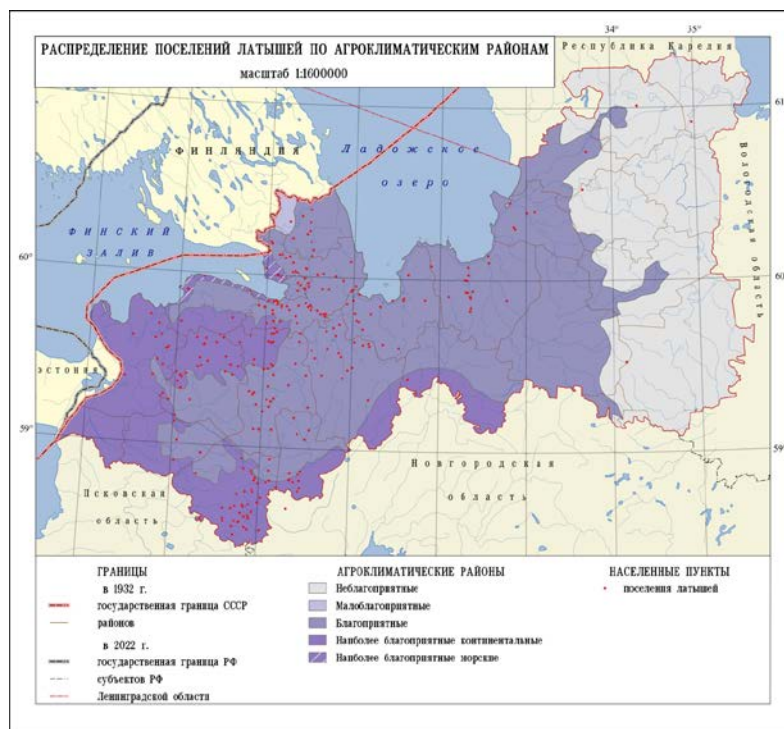 РАСПРЕДЕЛЕНИЕ ПОСЕЛЕНИЙ ЛАТЫШЕЙ ПО АГРОКЛИМАТИЧЕСКИМ РАЙОНАМ
масштаб 1:1600000
34°
35°
Республика Карелия
61
ФИНЛЯНДИЯ
Ладожское
озеро
Вологодская область
ФИНСКИЙ
ЗАЛИВ
60°
60
ЭСТОНИЯ
59°
59
Новгородская
область
Псковская
область
ГРАНИЦЫ
в 1932 г.
государственная граница СССР
районов
в 2022 г.
государственная граница РФ
субъектов РФ
Ленинградской области
АГРОКЛИМАТИЧЕСКИЕ РАЙОНЫ
Неблагоприятные
Малоблагоприятные
Благоприятные
Наиболее благоприятные континентальные
Наиболее благоприятные морские
НАСЕЛЕННЫЕ ПУНКТЫ
поселения латышей